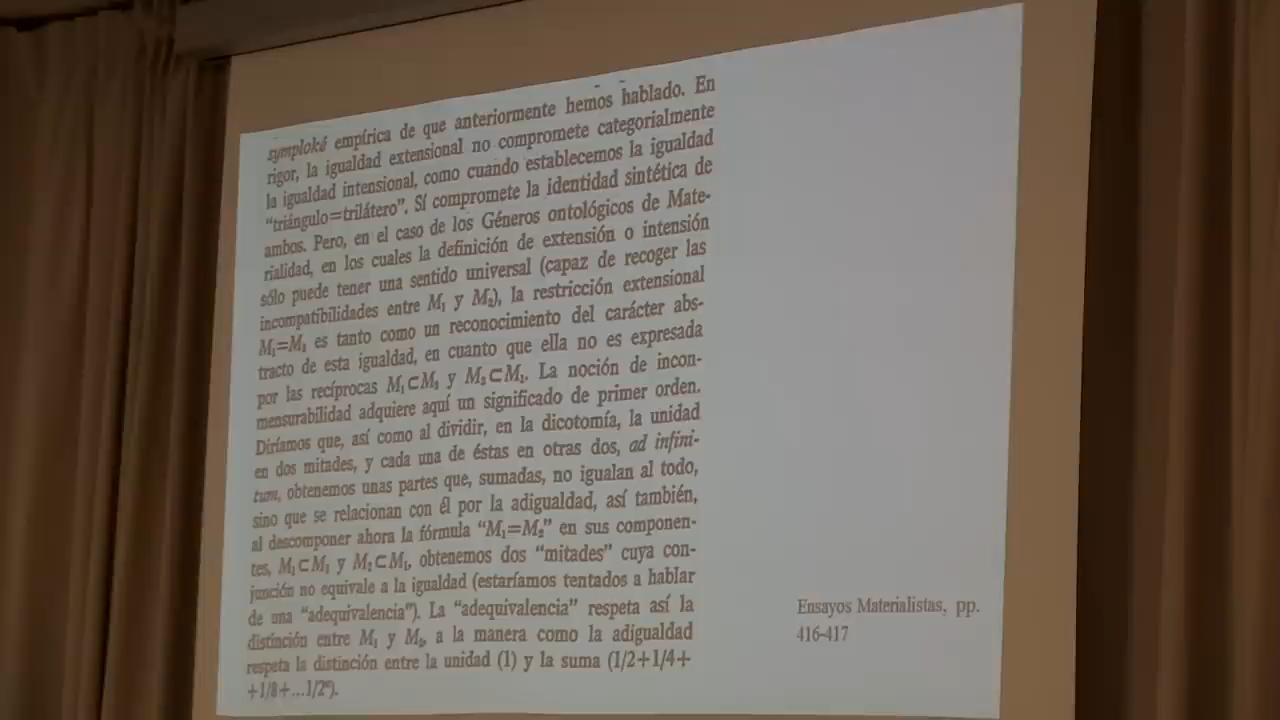 symploké empírica de que anteriormente hemos hablado. En
rigor, la igualdad extensional no compromete categorialmente
la igualdad intensional, como cuando establecemos la igualdad
“triángulo=trilátero”. Sí compromete la identidad sintética de
ambos. Pero, en el caso de los Géneros ontológicos de Mate-
rialidad, en los cuales la definición de extensión o intensión
sólo puede tener una sentido universal (capaz de recoger las
incompatibilidades entre M₁ y M₂), la restricción extensional
M₁=M₂ es tanto como un reconocimiento del carácter abs-
tracto de esta igualdad, en cuanto que ella no es expresada
por las recíprocas M₁⊂M₂ y M₂⊂M₁. La noción de incon-
mensurabilidad adquiere aquí un significado de primer orden.
Diríamos que, así como al dividir, en la dicotomía, la unidad
en dos mitades, y cada una de éstas en otras dos, ad infini-
tum, obtenemos unas partes que, sumadas, no igualan al todo,
sino que se relacionan con él por la adigualdad, así también,
al descomponer ahora la fórmula “M₁=M₂” en sus componen-
tes, M₁⊂M₂ y M₂⊂M₁, obtenemos dos “mitades” cuya con-
junción no equivale a la igualdad (estaríamos tentados a hablar
de una “adequivalencia”). La “adequivalencia” respeta así la
distinción entre M₁ y M₂, a la manera como la adigualdad
respeta la distinción entre la unidad (1) y la suma (1/2+1/4+
+1/8+...1/2ⁿ).
Ensayos Materialistas, pp.
416-417